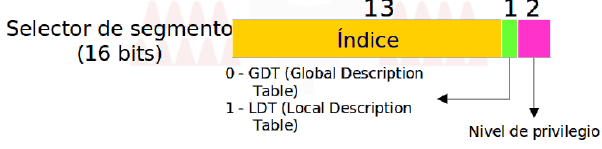 13 1 2
Selector de segmento
(16 bits)
Índice
0 - GDT (Global Description
Table)
1 - LDT (Local Description
Table)
Nivel de privilegio